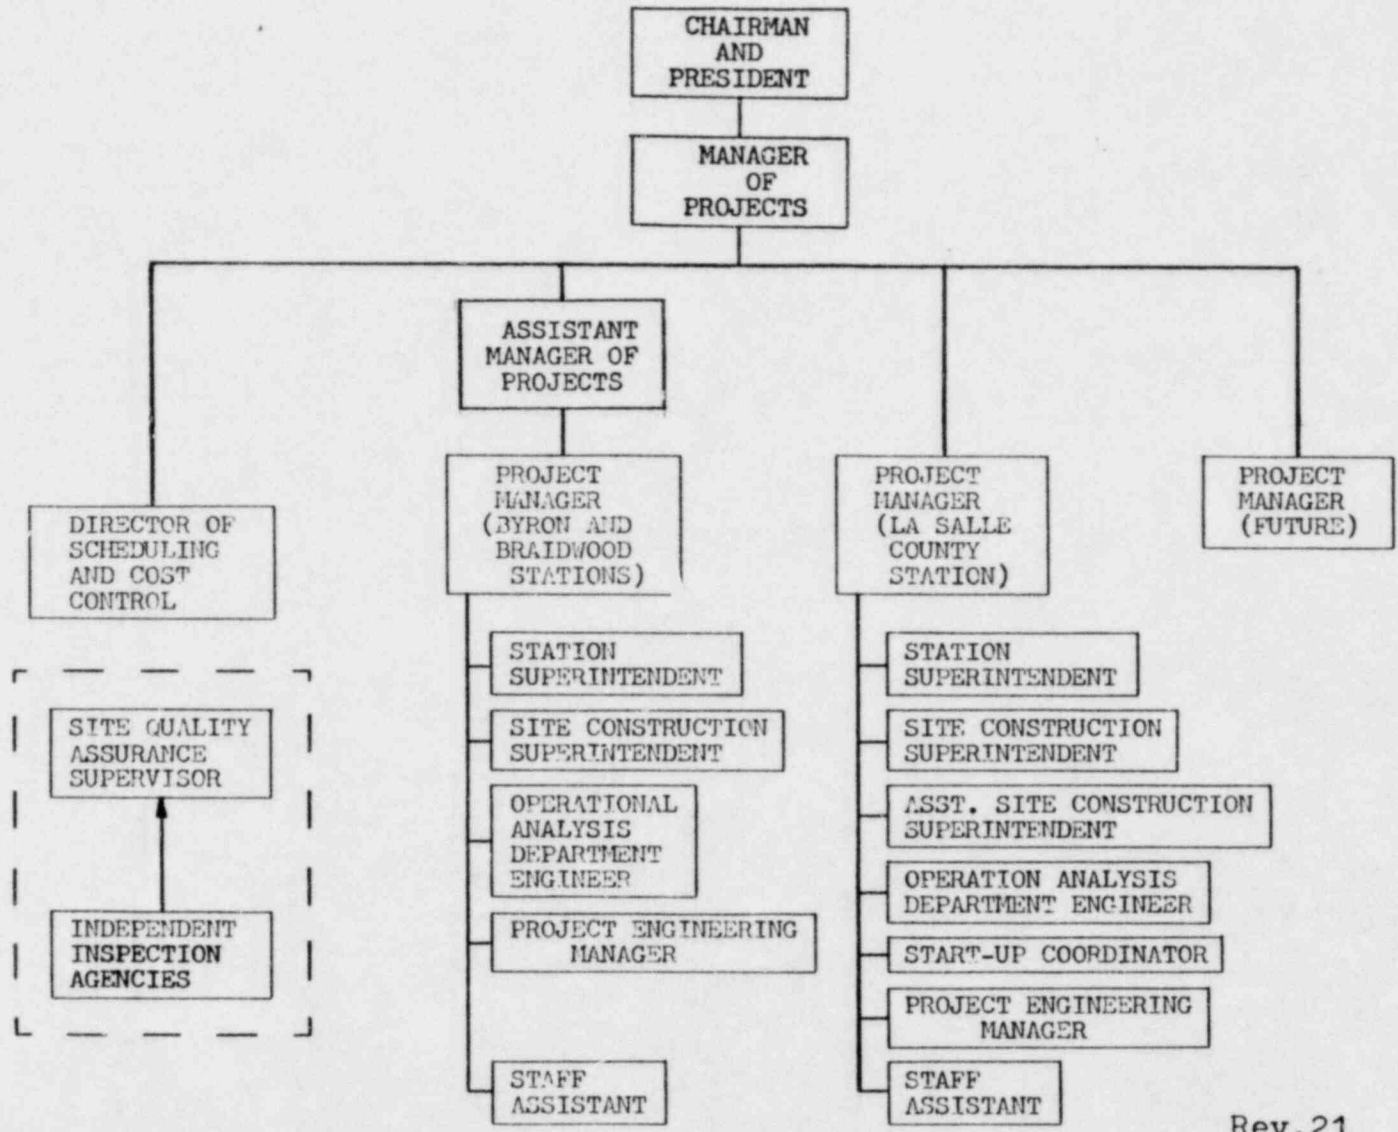 CHAIRMAN
AND
PRESIDENT
MANAGER
OF
PROJECTS
ASSISTANT
MANAGER OF
PROJECTS
DIRECTOR OF
SCHEDULING
AND COST
CONTROL
PROJECT
MANAGER
(BYRON AND
BRAIDWOOD
STATIONS)
PROJECT
MANAGER
(LA SALLE
COUNTY
STATION)
PROJECT
MANAGER
(FUTURE)
SITE QUALITY
ASSURANCE
SUPERVISOR
INDEPENDENT
INSPECTION
AGENCIES
STATION
SUPERINTENDENT
SITE CONSTRUCTION
SUPERINTENDENT
OPERATIONAL
ANALYSIS
DEPARTMENT
ENGINEER
PROJECT ENGINEERING
MANAGER
STAFF
ASSISTANT
STATION
SUPERINTENDENT
SITE CONSTRUCTION
SUPERINTENDENT
ASST. SITE CONSTRUCTION
SUPERINTENDENT
OPERATION ANALYSIS
DEPARTMENT ENGINEER
START-UP COORDINATOR
PROJECT ENGINEERING
MANAGER
STAFF
ASSISTANT
Rev.21